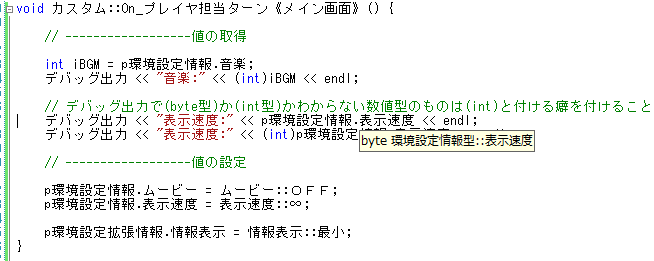 void カスタム::On_プレイヤ担当ターン《メイン画面》() {
// ------------------値の取得
int iBGM = p環境設定情報.音楽;
デバッグ出力 << "音楽:" << (int)iBGM << endl;
// デバッグ出力で(byte型)か(int型)かわからない数値型のものは(int)と付ける癖を付けること
デバッグ出力 << "表示速度:" << p環境設定情報.表示速度 << endl;
デバッグ出力 << "表示速度:" << (int)p環境設定情報.
byte 環境設定情報型::表示速度
// ------------------値の設定
p環境設定情報.ムービー = ムービー::ＯＦＦ;
p環境設定情報.表示速度 = 表示速度::∞;
p環境設定拡張情報.情報表示 = 情報表示::最小;
}